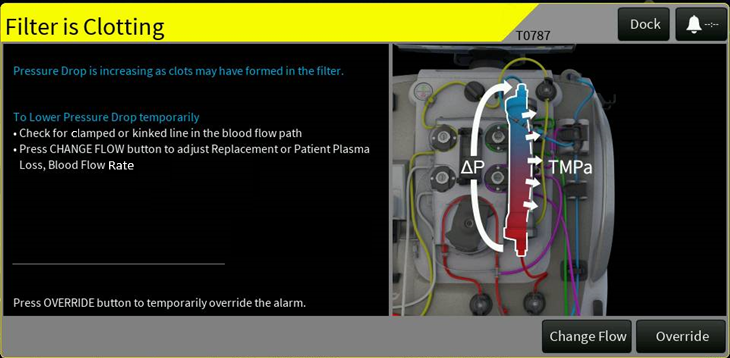 Filter is Clotting
T0787
Dock
--:--
Pressure Drop is increasing as clots may have formed in the filter.
To Lower Pressure Drop temporarily
• Check for clamped or kinked line in the blood flow path
• Press CHANGE FLOW button to adjust Replacement or Patient Plasma
Loss, Blood Flow Rate
ΔP
TMPa
Press OVERRIDE button to temporarily override the alarm.
Change Flow
Override